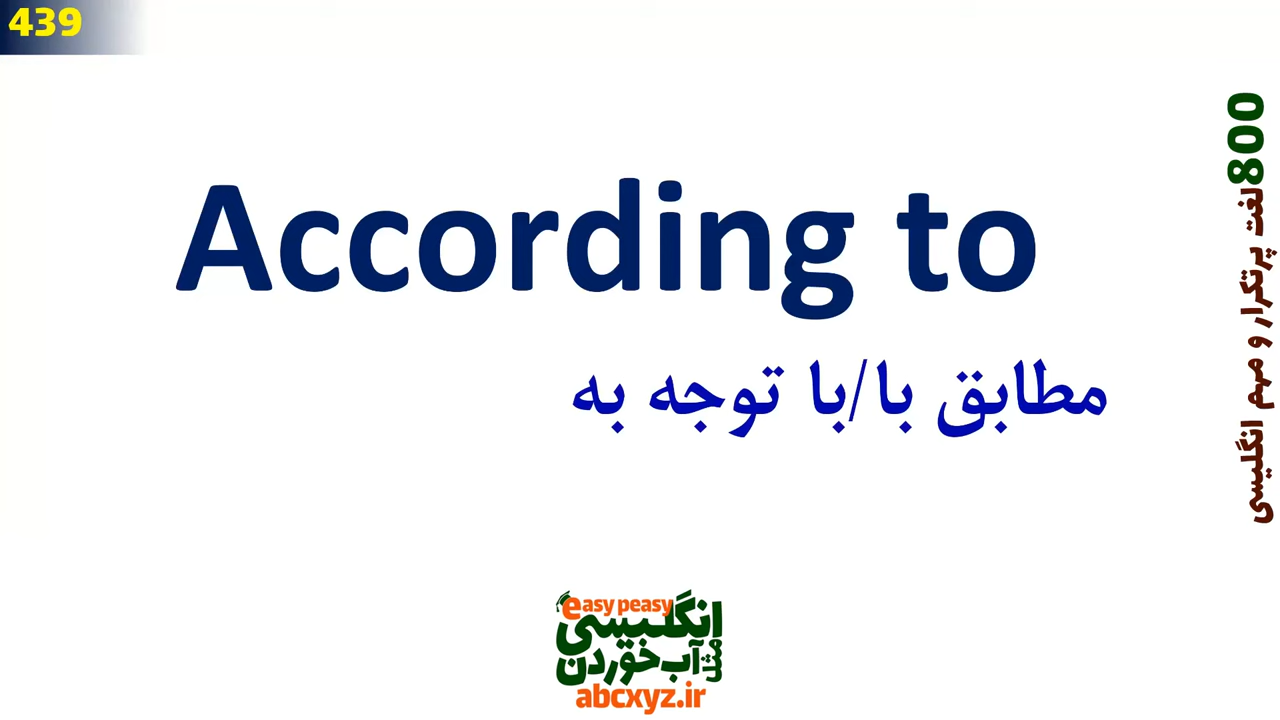 439
According to
مطابق با/با توجه به
800 لغت پرتکرار و مهم انگلیسی
easy peasy
انگلیسی
مثل آب خوردن
abcxyz.ir